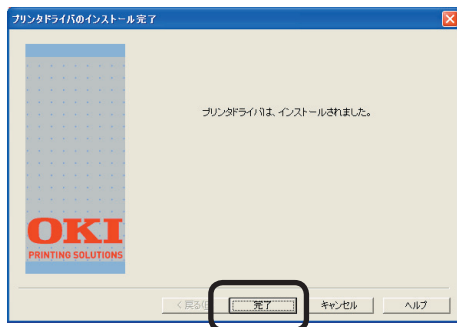 プリンタドライバのインストール完了
プリンタドライバは、インストールされました。
OKI
PRINTING SOLUTIONS
< 戻る(B) 完了 キャンセル ヘルプ